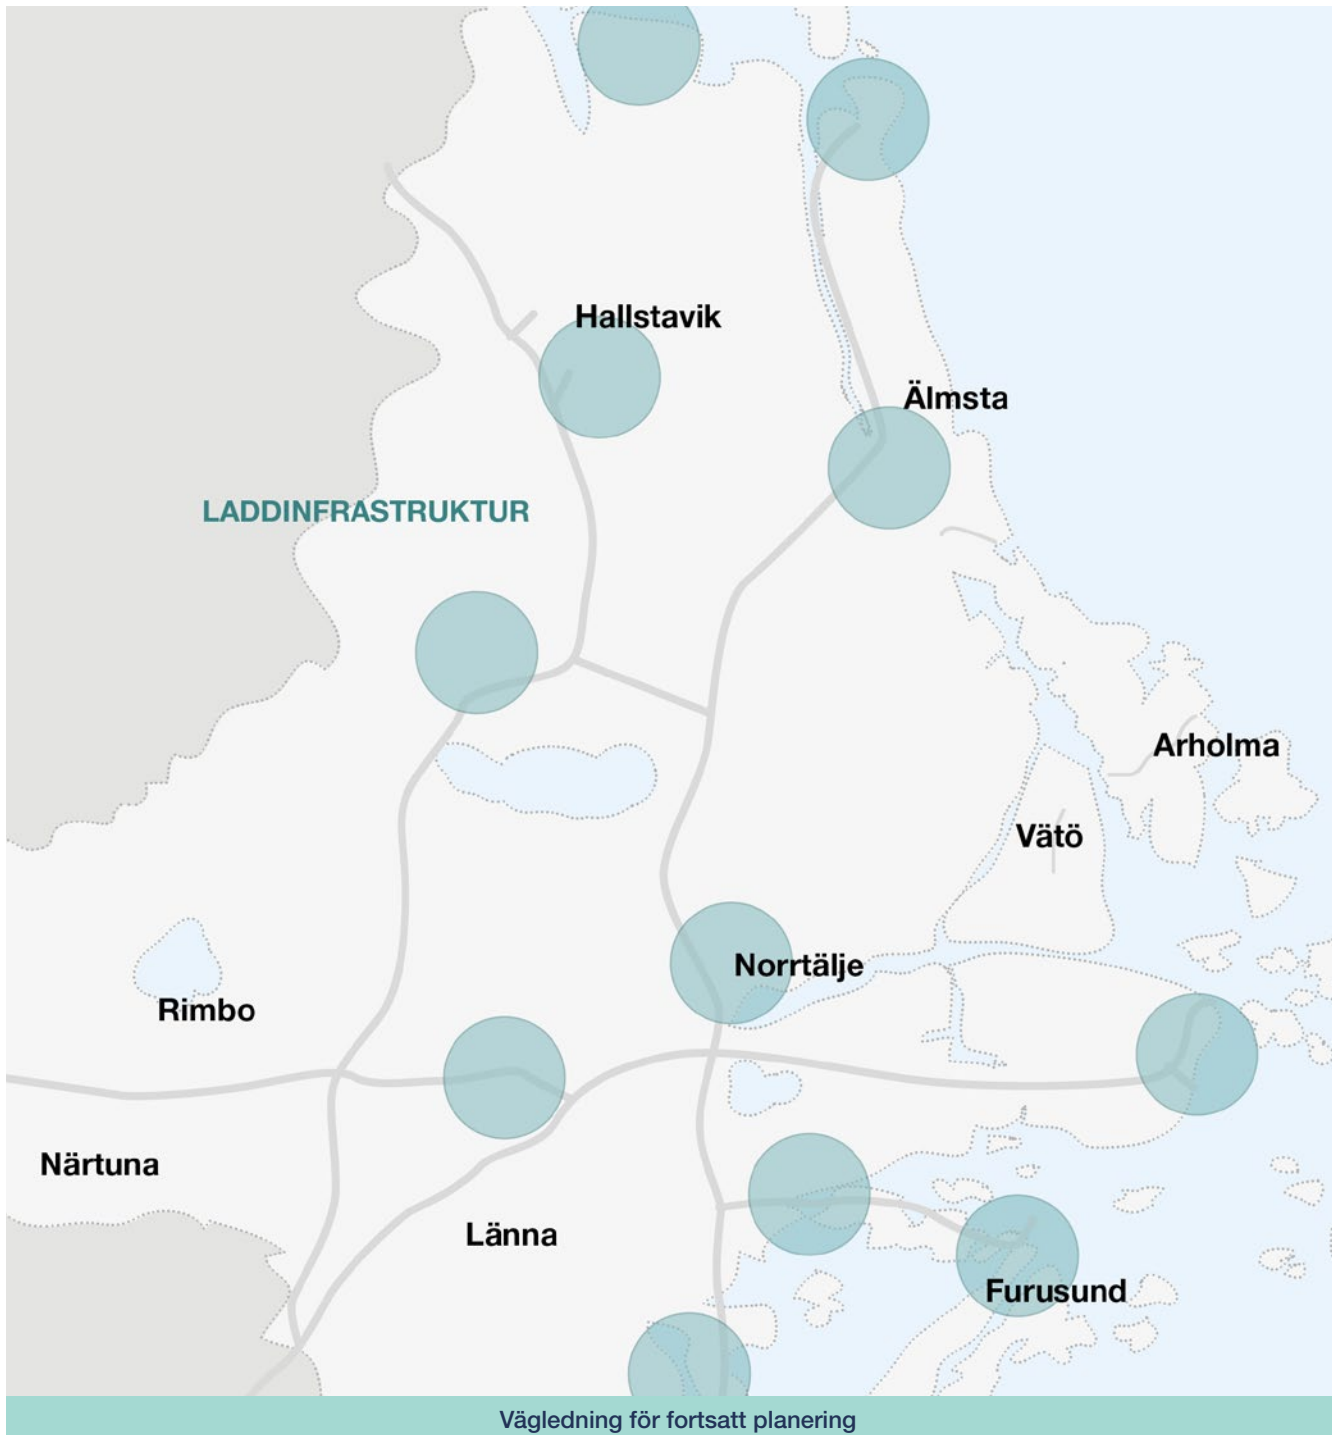 Hallstavik
Älmsta
LADDINFRASTRUKTUR
Arholma
Vätö
Norrtälje
Rimbo
Närtuna
Länna
Furusund
Vägledning för fortsatt planering